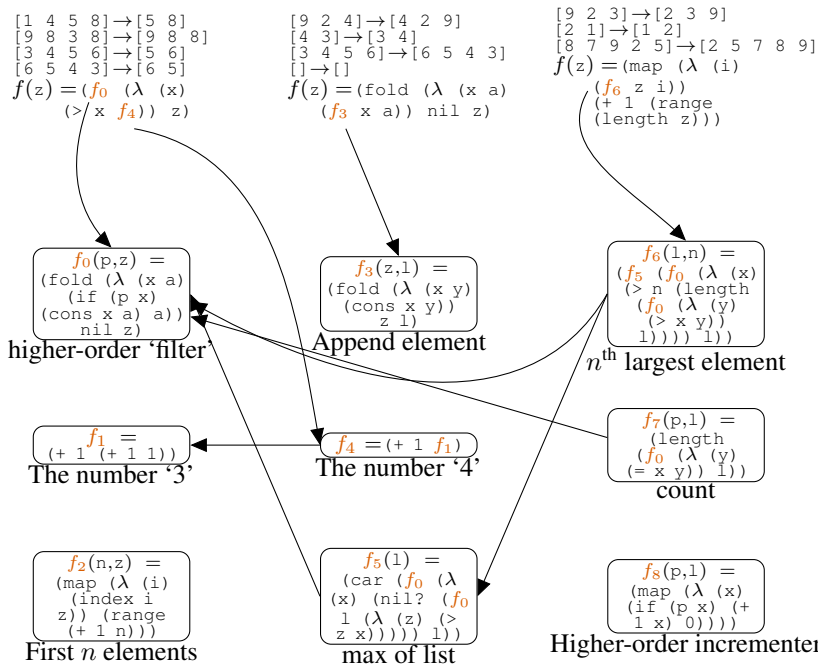 [1 4 5 8]→[5 8]
[9 8 3 8]→[9 8 8]
[3 4 5 6]→[5 6]
[6 5 4 3]→[6 5]
f(z) =(f0 (λ (x)
(> x f4)) z)
[9 2 4]→[4 2 9]
[4 3]→[3 4]
[3 4 5 6]→[6 5 4 3]
[]→[]
f(z) =(fold (λ (x a)
(f3 x a)) nil z)
[9 2 3]→[2 3 9]
[2 1]→[1 2]
[8 7 9 2 5]→[2 5 7 8 9]
f(z) =(map (λ (i)
(f6 z i))
(+ 1 (range
(length z)))
f0(p,z) =
(fold (λ (x a)
(if (p x)
(cons x a) a))
nil z)
higher-order ‘filter’
f3(z,l) =
(fold (λ (x y)
(cons x y))
z l)
Append element
f6(l,n) =
(f5 (f0 (λ (x)
(> n (length
(f0 (λ (y)
(> x y))
l)))) l))
nth largest element
f1 =
(+ 1 (+ 1 1))
The number ‘3’
f4 =(+ 1 f1)
The number ‘4’
f7(p,l) =
(length
(f0 (λ (y)
(= x y)) l))
count
f2(n,z) =
(map (λ (i)
(index i
z)) (range
(+ 1 n)))
First n elements
f5(l) =
(car (f0 (λ
(x) (nil? (f0
l (λ (z) (>
z x))))) l))
max of list
f8(p,l) =
(map (λ (x)
(if (p x) (+
1 x) 0))))
Higher-order incrementer